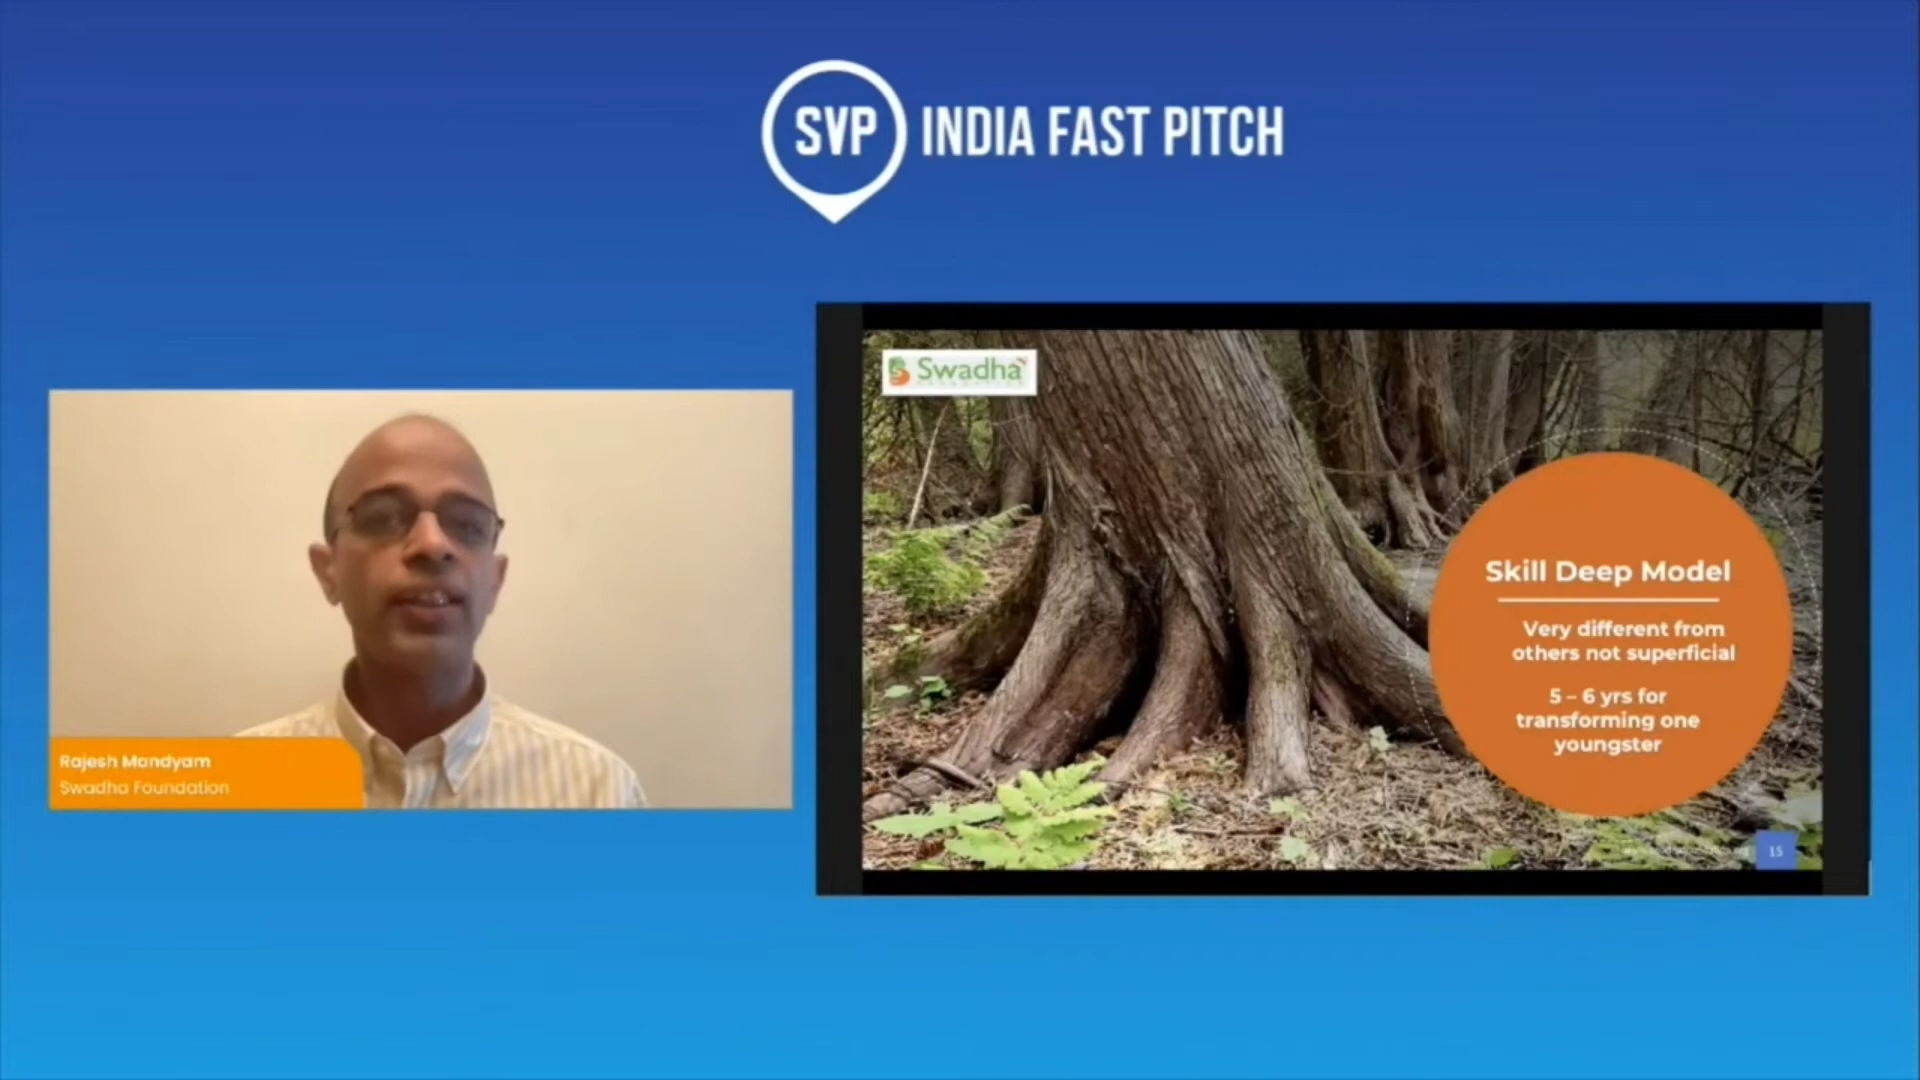 SVP INDIA FAST PITCH
Swadha
Skill Deep Model
Very different from
others not superficial
5 – 6 yrs for
transforming one
youngster
15
Rajesh Mandyam
Swadha Foundation